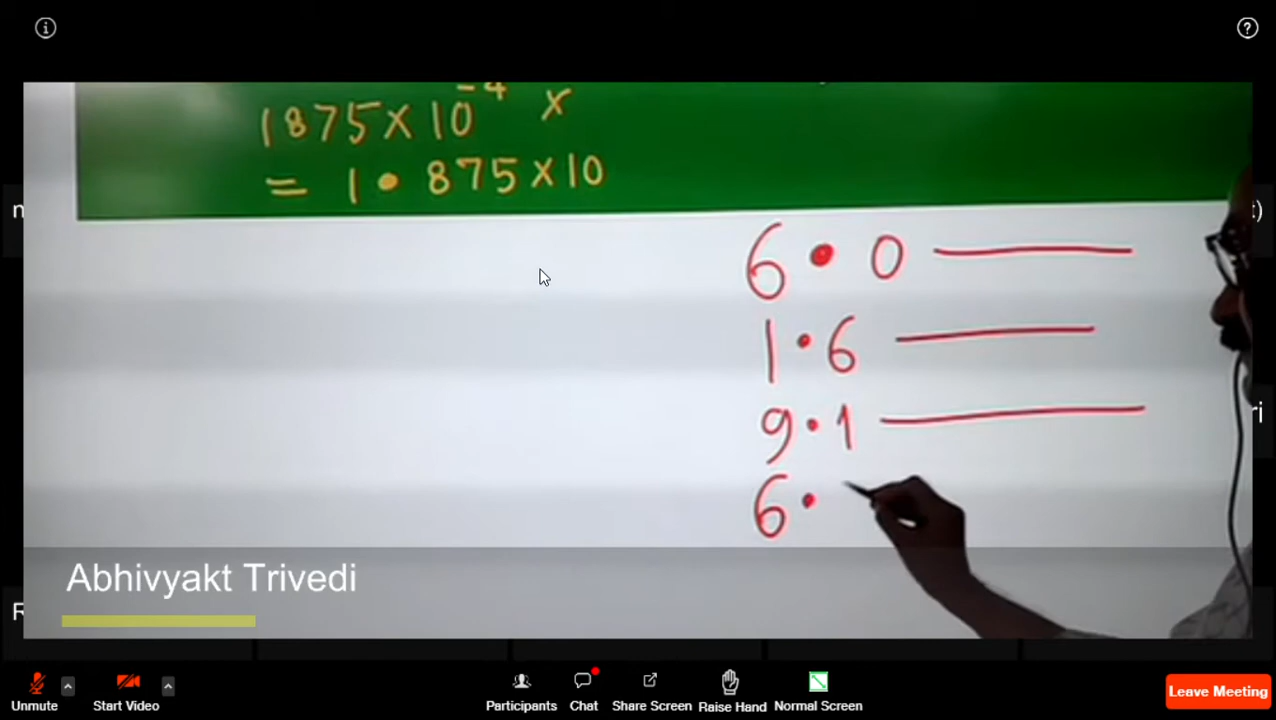 1875×10⁻⁴ ×
= 1•875×10
6•0
1•6
9•1
6•
n
t)
ri
R
Abhivyakt Trivedi
Unmute
Start Video
Participants
Chat
Share Screen
Raise Hand
Normal Screen
Leave Meeting